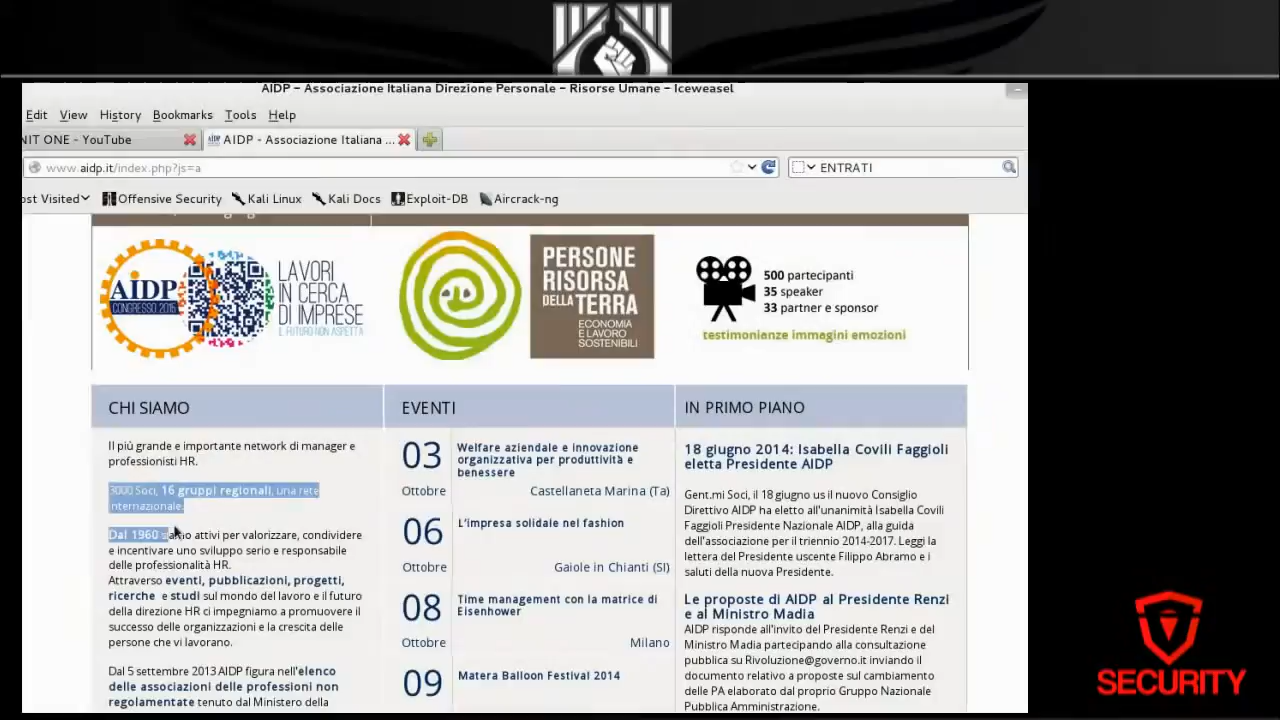 AIDP - Associazione Italiana Direzione Personale - Risorse Umane - Iceweasel
Edit View History Bookmarks Tools Help
NIT ONE - YouTube
AIDP - Associazione Italiana ...
www.aidp.it/index.php?js=a
ENTRATI
ost Visited
Offensive Security
Kali Linux
Kali Docs
Exploit-DB
Aircrack-ng
AIDP
CONGRESSO 2015
LAVORI
IN CERCA
DI IMPRESE
IL FUTURO NON ASPETTA
PERSONE
RISORSA
DELLA TERRA
ECONOMIA
E LAVORO
SOSTENIBILI
500 partecipanti
35 speaker
33 partner e sponsor
testimonianze immagini emozioni
CHI SIAMO
Il più grande e importante network di manager e
professionisti HR.
3000 Soci, 16 gruppi regionali, una rete
internazionale.
Dal 1960 siamo attivi per valorizzare, condividere
e incentivare uno sviluppo serio e responsabile
delle professionalità HR.
Attraverso eventi, pubblicazioni, progetti,
ricerche e studi sul mondo del lavoro e il futuro
della direzione HR ci impegniamo a promuovere il
successo delle organizzazioni e la crescita delle
persone che vi lavorano.
Dal 5 settembre 2013 AIDP figura nell'elenco
delle associazioni delle professioni non
regolamentate tenuto dal Ministero della
EVENTI
03
Ottobre
Welfare aziendale e innovazione
organizzativa per produttività e
benessere
Castellaneta Marina (Ta)
06
Ottobre
L'impresa solidale nel fashion
Gaiole in Chianti (SI)
08
Ottobre
Time management con la matrice di
Eisenhower
Milano
09
Matera Balloon Festival 2014
IN PRIMO PIANO
18 giugno 2014: Isabella Covili Faggioli
eletta Presidente AIDP
Gent.mi Soci, il 18 giugno us il nuovo Consiglio
Direttivo AIDP ha eletto all'unanimità Isabella Covili
Faggioli Presidente Nazionale AIDP, alla guida
dell'associazione per il triennio 2014-2017. Leggi la
lettera del Presidente uscente Filippo Abramo e i
saluti della nuova Presidente.
Le proposte di AIDP al Presidente Renzi
e al Ministro Madia
AIDP risponde all'invito del Presidente Renzi e del
Ministro Madia partecipando alla consultazione
pubblica su Rivoluzione@governo.it inviando il
documento relativo a proposte sul cambiamento
delle PA elaborato dal proprio Gruppo Nazionale
Pubblica Amministrazione.
SECURITY